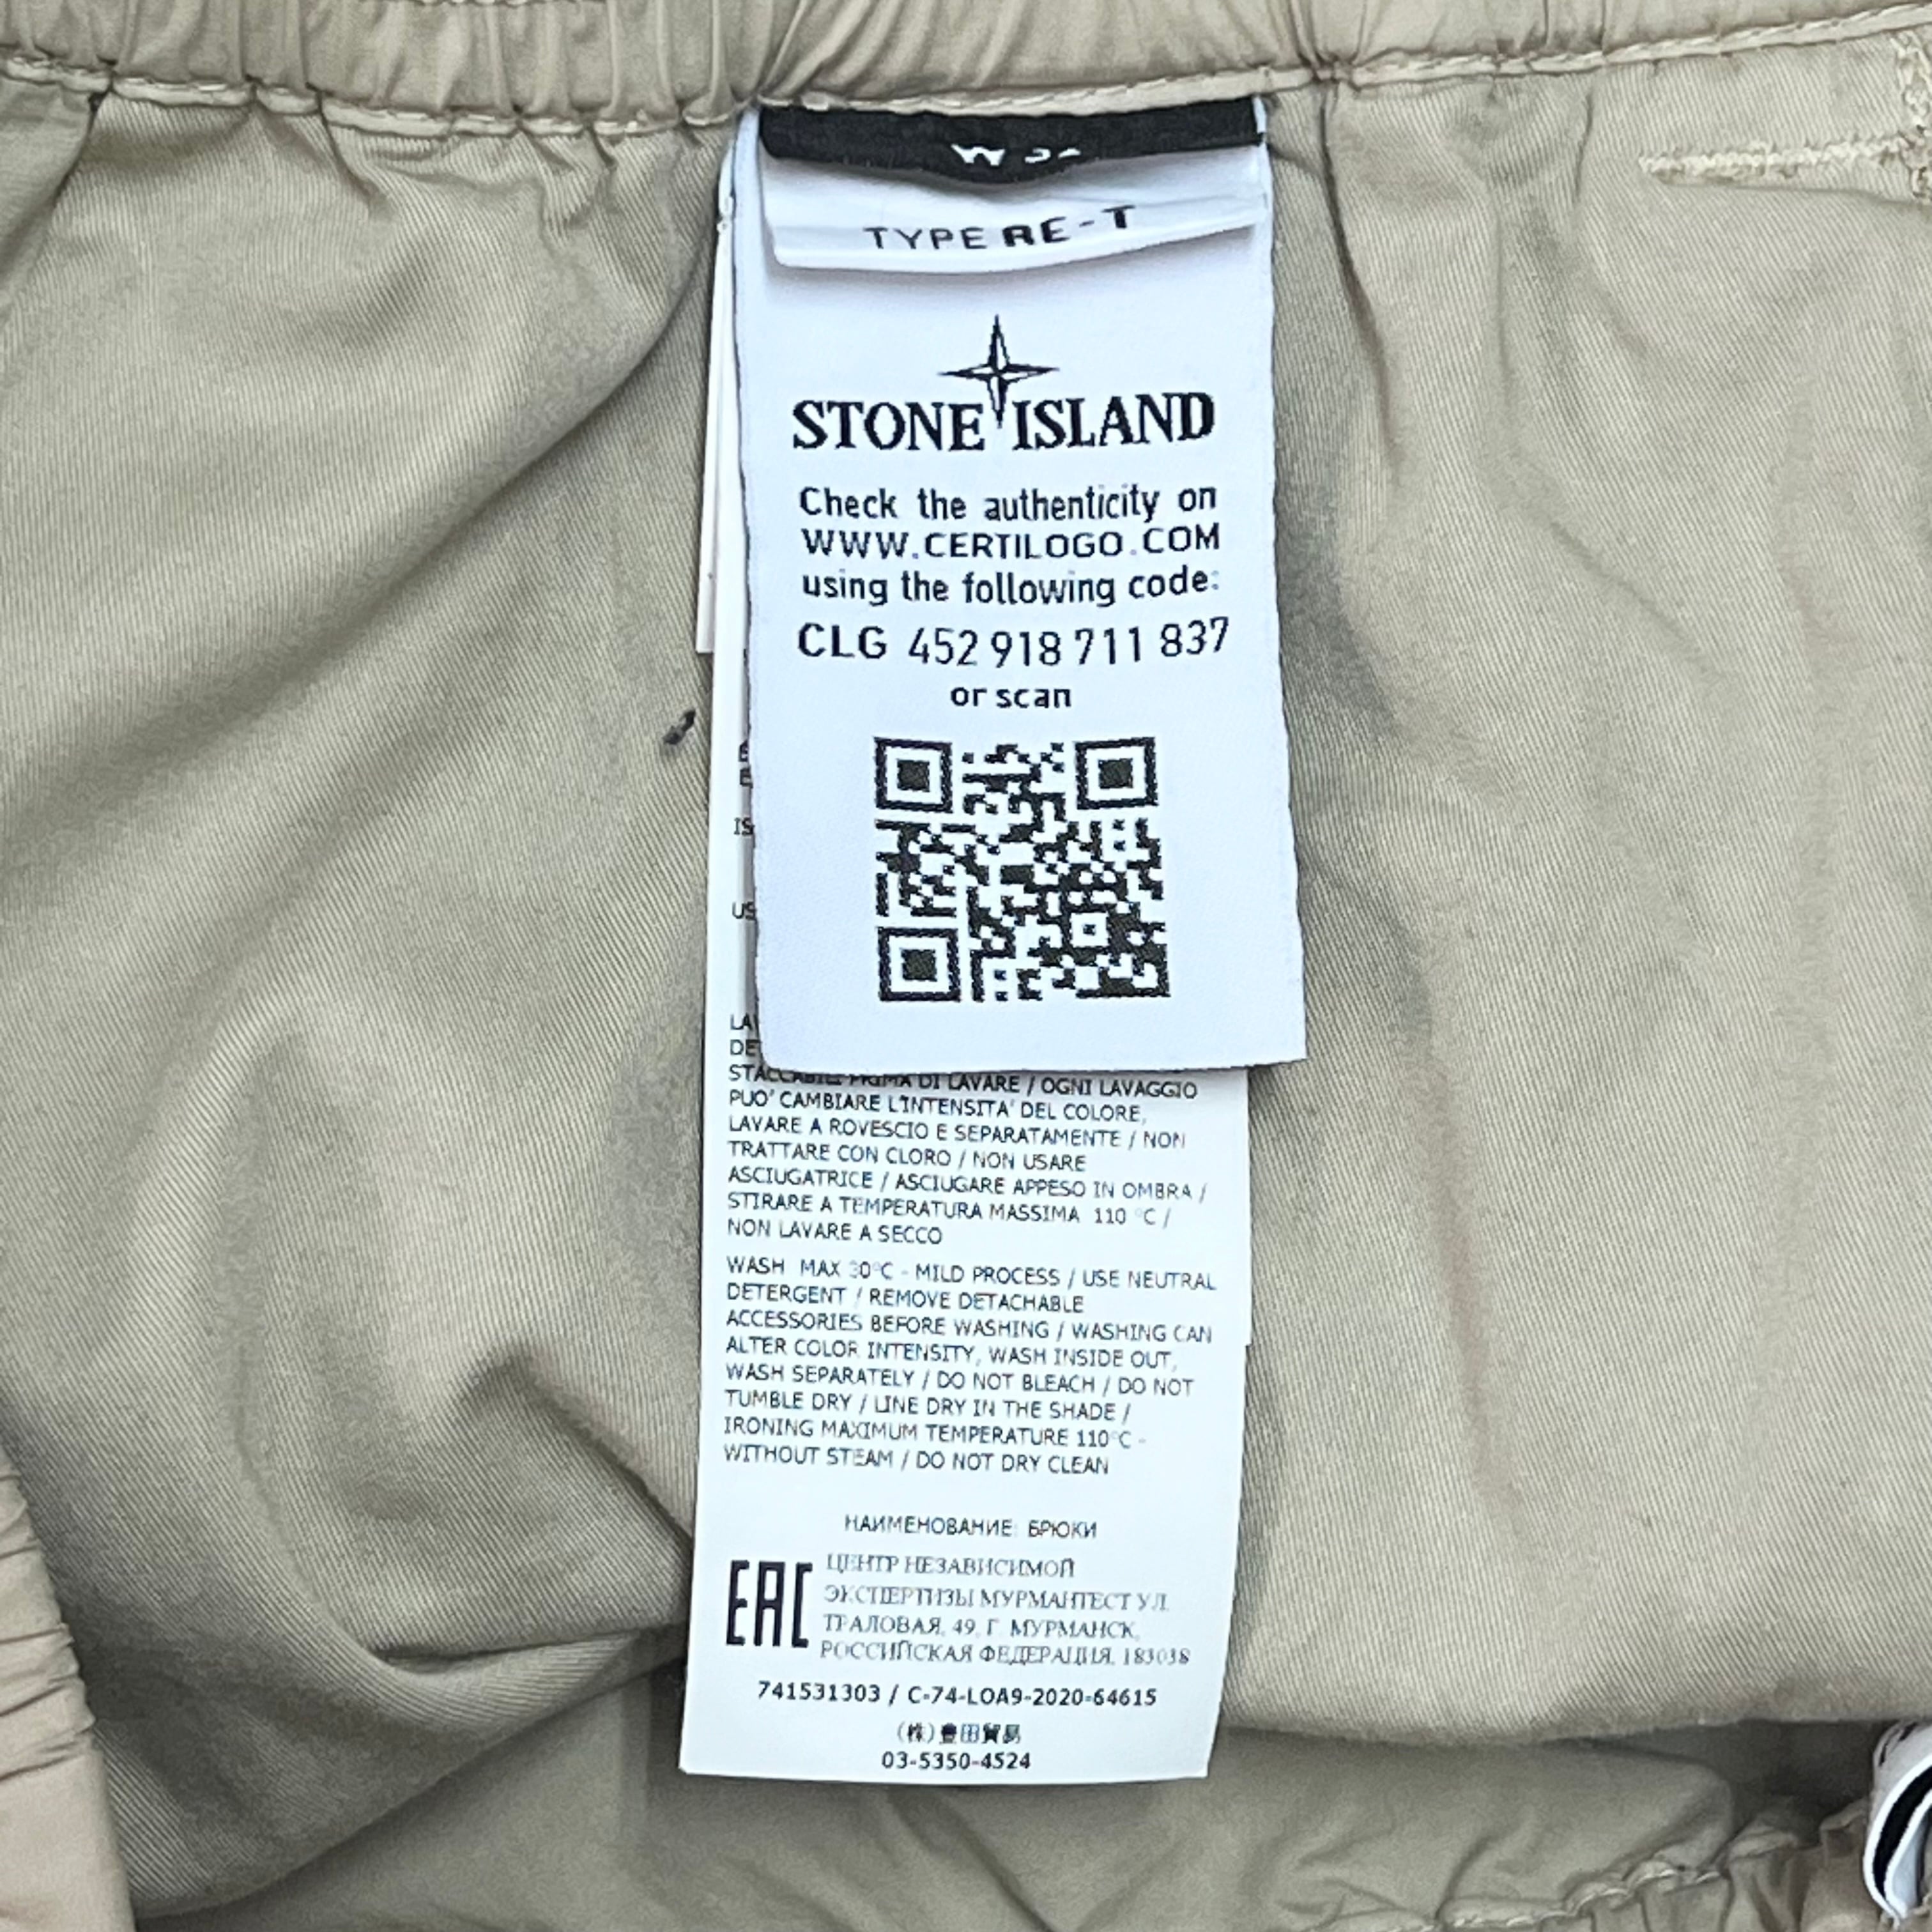 TYPE RE-T
STONE ISLAND
Check the authenticity on
WWW.CERTILOGO.COM
using the following code:
CLG 452 918 711 837
or scan
STACCABILI PRIMA DI LAVARE / OGNI LAVAGGIO
PUO' CAMBIARE L'INTENSITA' DEL COLORE,
LAVARE A ROVESCIO E SEPARATAMENTE / NON
TRATTARE CON CLORO / NON USARE
ASCIUGATRICE / ASCIUGARE APPESO IN OMBRA /
STIRARE A TEMPERATURA MASSIMA 110 °C /
NON LAVARE A SECCO
WASH MAX 30°C - MILD PROCESS / USE NEUTRAL
DETERGENT / REMOVE DETACHABLE
ACCESSORIES BEFORE WASHING / WASHING CAN
ALTER COLOR INTENSITY, WASH INSIDE OUT,
WASH SEPARATELY / DO NOT BLEACH / DO NOT
TUMBLE DRY / LINE DRY IN THE SHADE /
IRONING MAXIMUM TEMPERATURE 110°C -
WITHOUT STEAM / DO NOT DRY CLEAN
НАИМЕНОВАНИЕ: БРЮКИ
EAC
ЦЕНТР НЕЗАВИСИМОЙ
ЭКСПЕРТИЗЫ МУРМАНТЕСТ УЛ.
ТРАЛОВАЯ, 49, Г. МУРМАНСК,
РОССИЙСКАЯ ФЕДЕРАЦИЯ, 183038
741531303 / C-74-LOA9-2020-64615
(株)豊田貿易
03-5350-4524